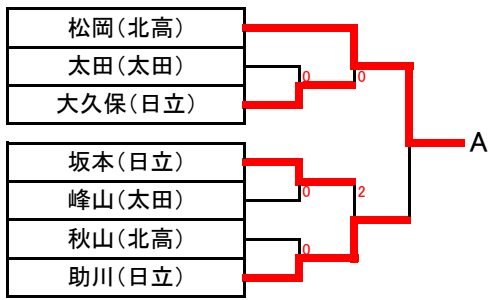 松岡（北高）
太田（太田）
0
0
大久保（日立）
A
坂本（日立）
0
2
峰山（太田）
秋山（北高）
0
助川（日立）